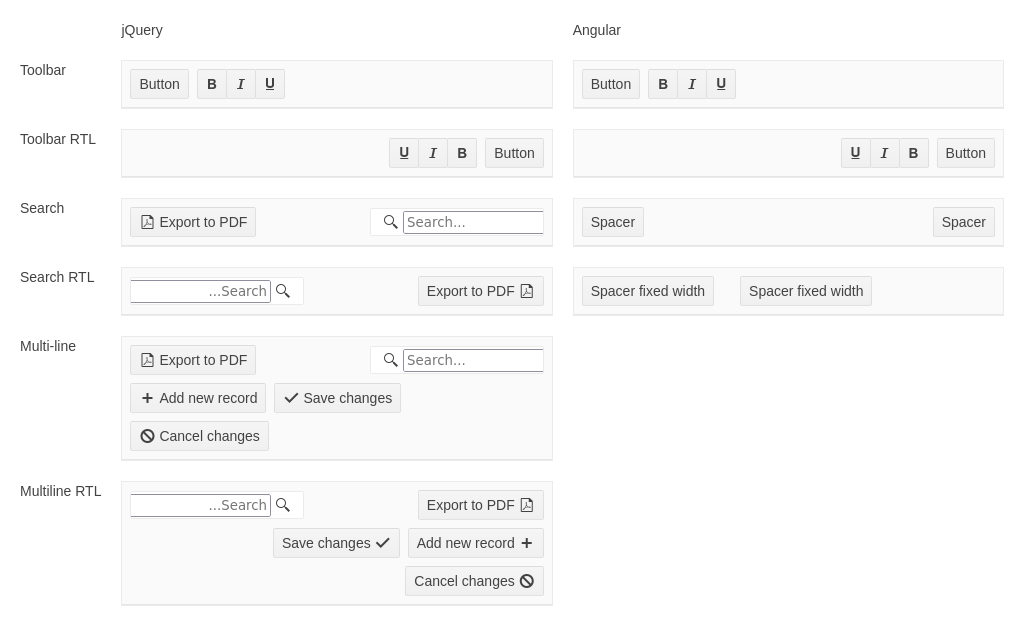 jQuery Angular
Toolbar Button B I U Button B I U
Toolbar RTL U I B Button U I B Button
Search Export to PDF Search... Spacer Spacer
Search RTL ...Search Export to PDF Spacer fixed width Spacer fixed width
Multi-line Export to PDF Search...
Add new record Save changes
Cancel changes
Multiline RTL ...Search Export to PDF
Save changes Add new record
Cancel changes